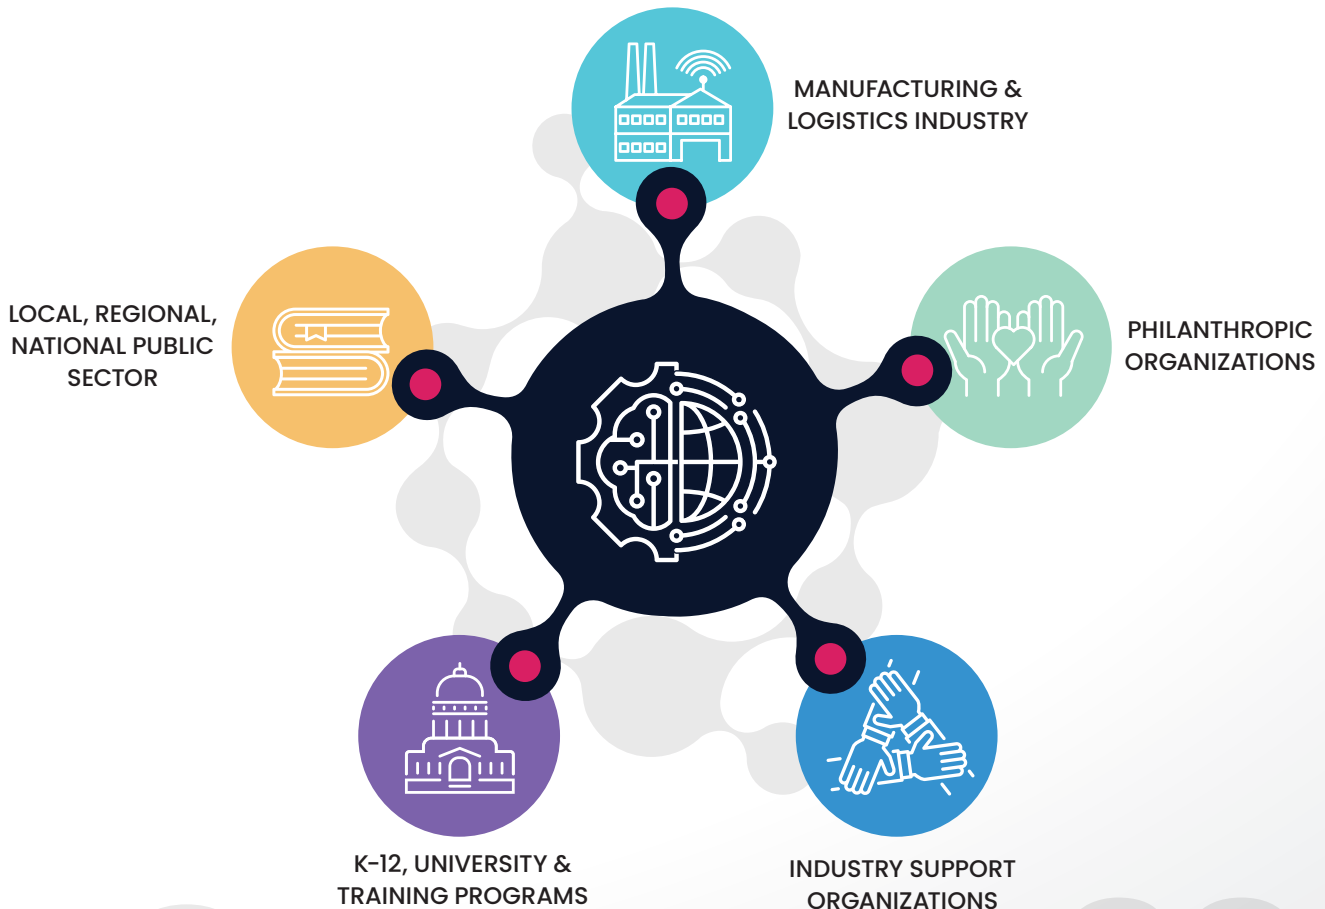 MANUFACTURING &
LOGISTICS INDUSTRY
LOCAL, REGIONAL,
NATIONAL PUBLIC
SECTOR
PHILANTHROPIC
ORGANIZATIONS
K-12, UNIVERSITY &
TRAINING PROGRAMS
INDUSTRY SUPPORT
ORGANIZATIONS